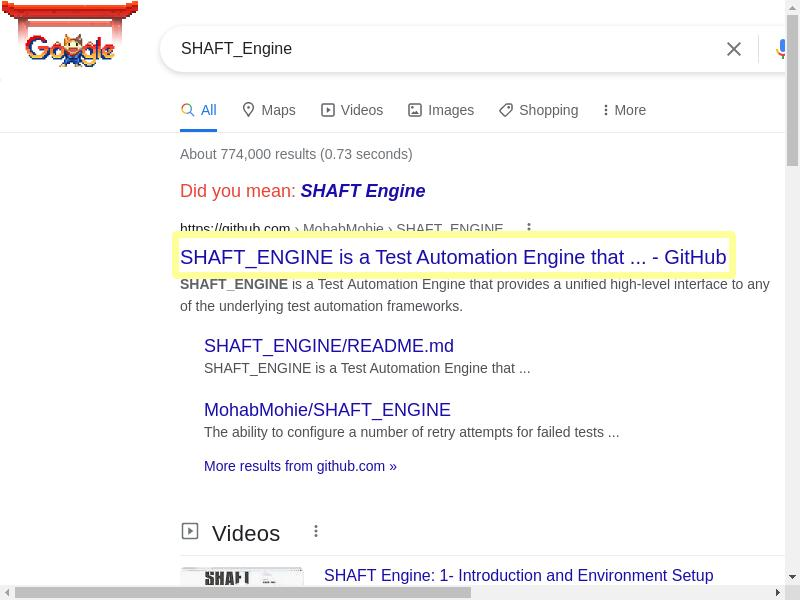 Google
SHAFT_Engine
All Maps Videos Images Shopping More
About 774,000 results (0.73 seconds)
Did you mean: SHAFT Engine
https://github.com › MohabMohie › SHAFT_ENGINE
SHAFT_ENGINE is a Test Automation Engine that ... - GitHub
SHAFT_ENGINE is a Test Automation Engine that provides a unified high-level interface to any
of the underlying test automation frameworks.
SHAFT_ENGINE/README.md
SHAFT_ENGINE is a Test Automation Engine that ...
MohabMohie/SHAFT_ENGINE
The ability to configure a number of retry attempts for failed tests ...
More results from github.com »
Videos
SHAFT
SHAFT Engine: 1- Introduction and Environment Setup